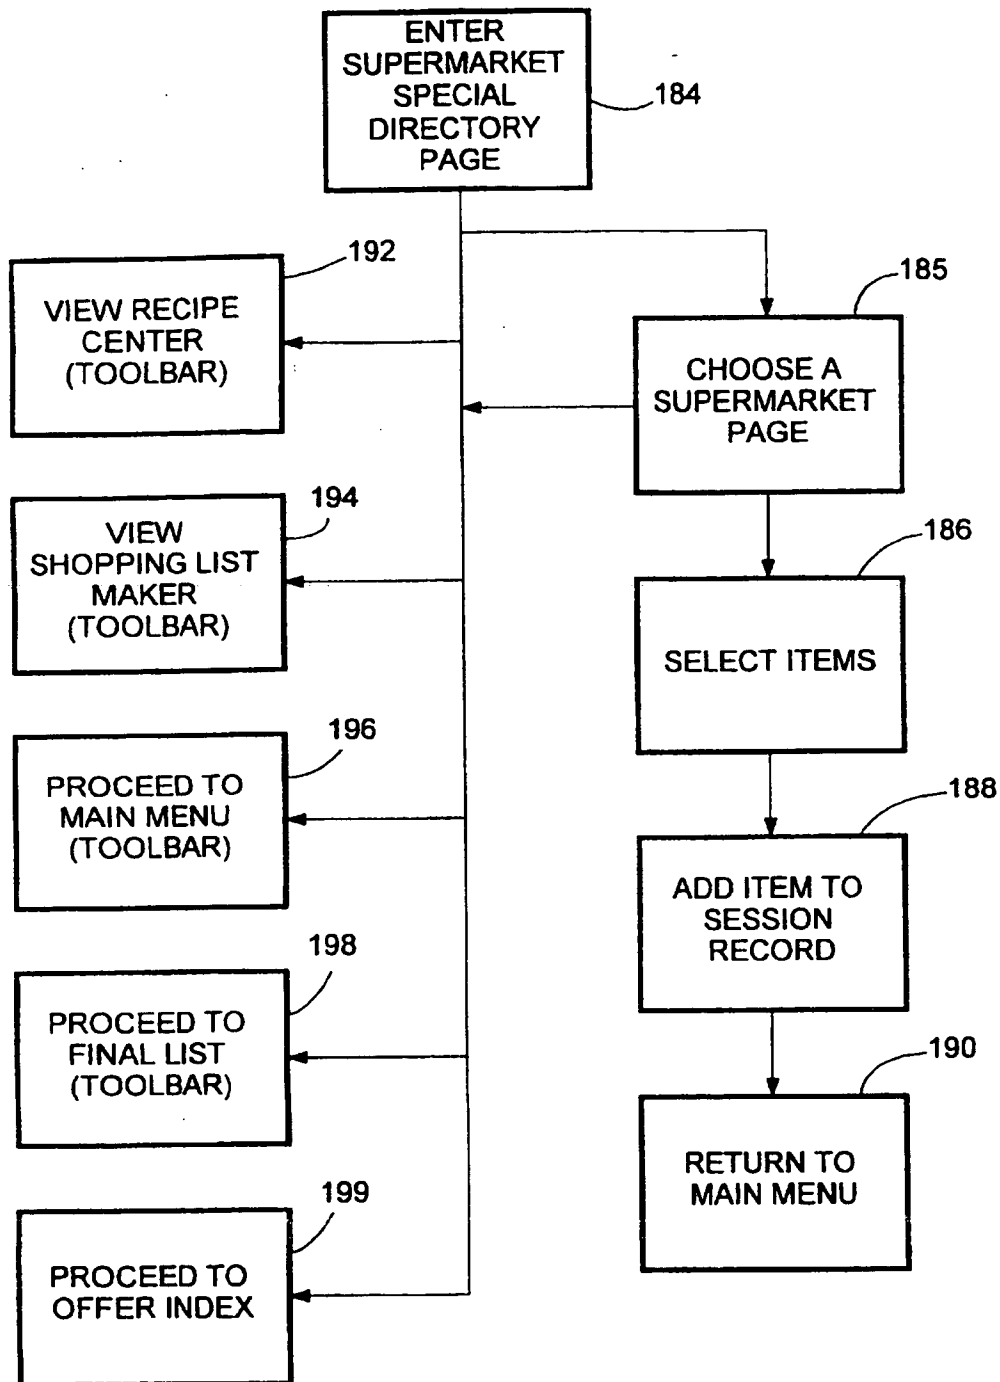 ENTER
SUPERMARKET
SPECIAL
DIRECTORY
PAGE
184
192
VIEW RECIPE
CENTER
(TOOLBAR)
185
CHOOSE A
SUPERMARKET
PAGE
194
VIEW
SHOPPING LIST
MAKER
(TOOLBAR)
186
SELECT ITEMS
196
PROCEED TO
MAIN MENU
(TOOLBAR)
188
ADD ITEM TO
SESSION
RECORD
198
PROCEED TO
FINAL LIST
(TOOLBAR)
190
RETURN TO
MAIN MENU
199
PROCEED TO
OFFER INDEX